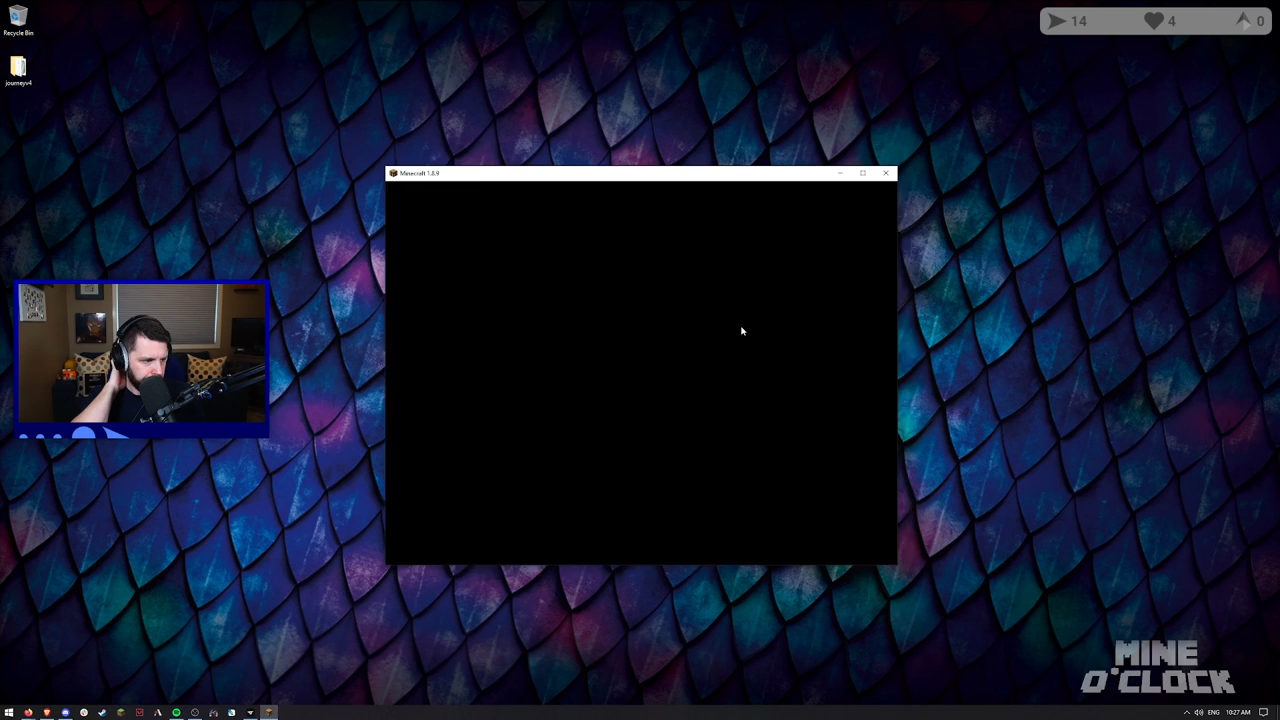 Recycle Bin
journeyv4
14
4
0
Minecraft 1.8.9
MINE
O'CLOCK
ENG
10:27 AM